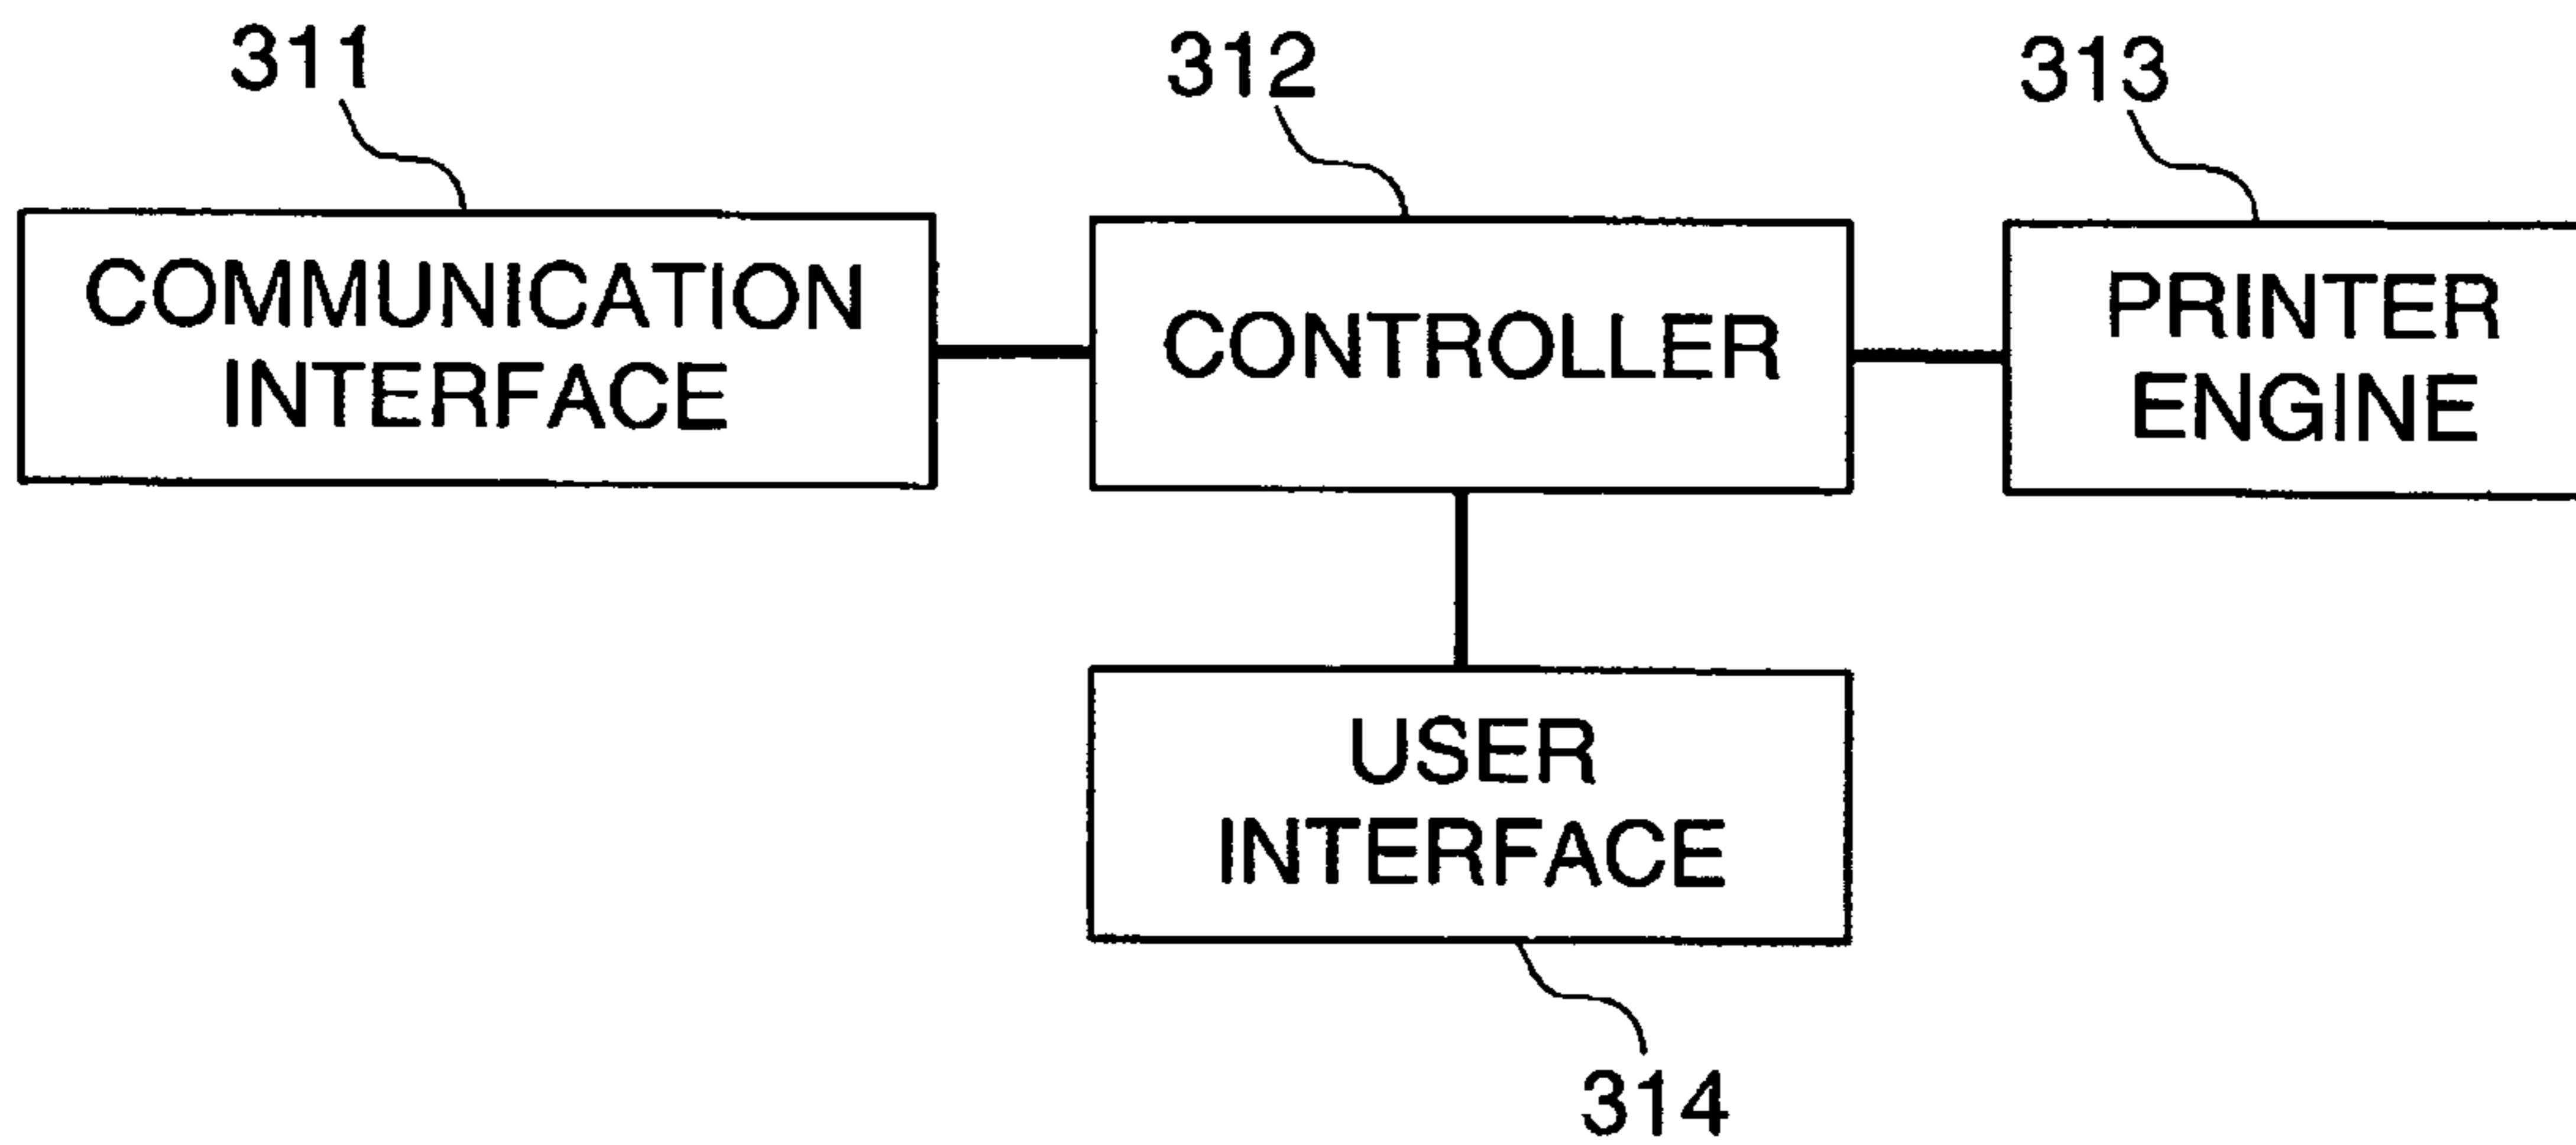 311
312
313
COMMUNICATION
INTERFACE
CONTROLLER
PRINTER
ENGINE
USER
INTERFACE
314